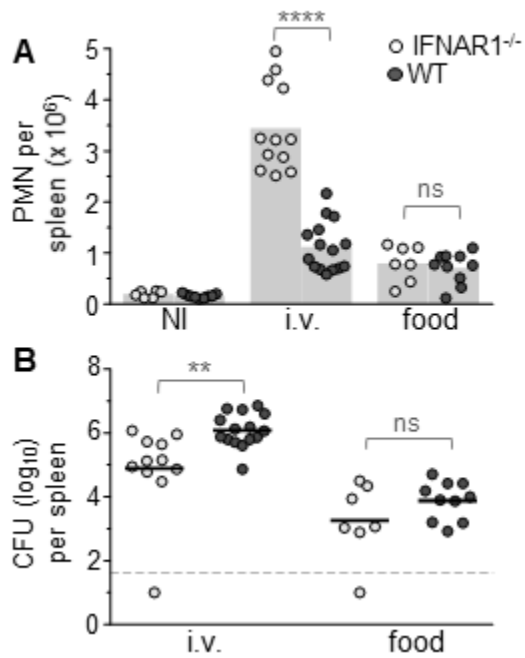 A
****
IFNAR1⁻/⁻
WT
PMN per
spleen (x 10⁶)
5
4
3
2
1
0
ns
NI
i.v.
food
B
CFU (log₁₀)
per spleen
8
6
4
2
0
**
ns
i.v.
food